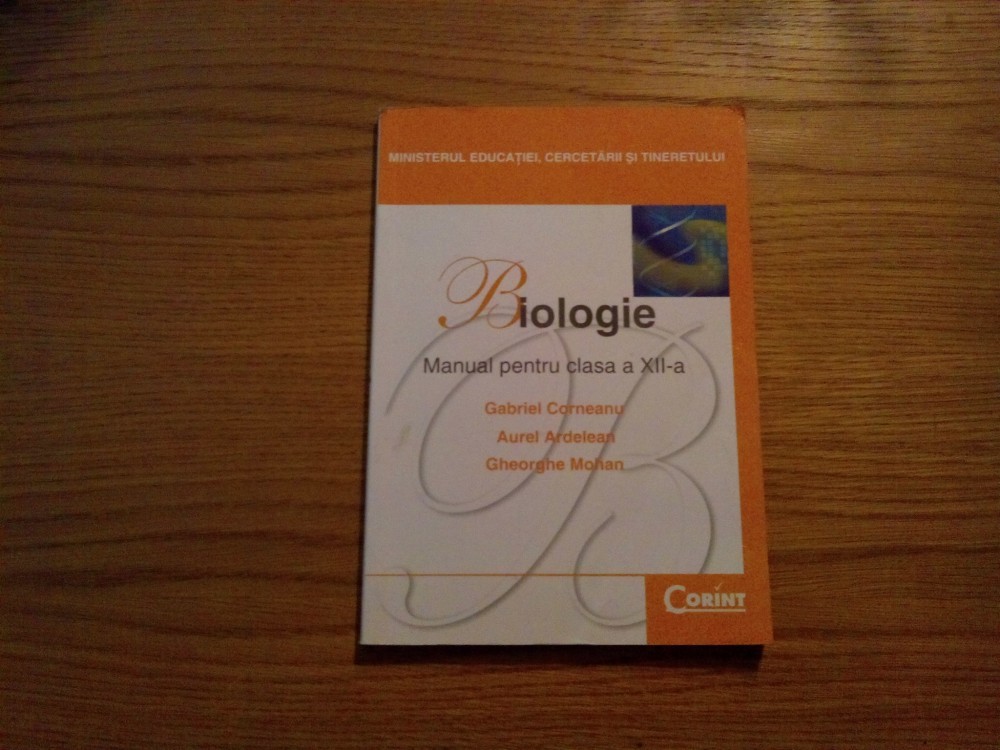 MINISTERUL EDUCAȚIEI, CERCETĂRII ȘI TINERETULUI
Biologie
Manual pentru clasa a XII-a
Gabriel Corneanu
Aurel Ardelean
Gheorghe Mohan
CORINT